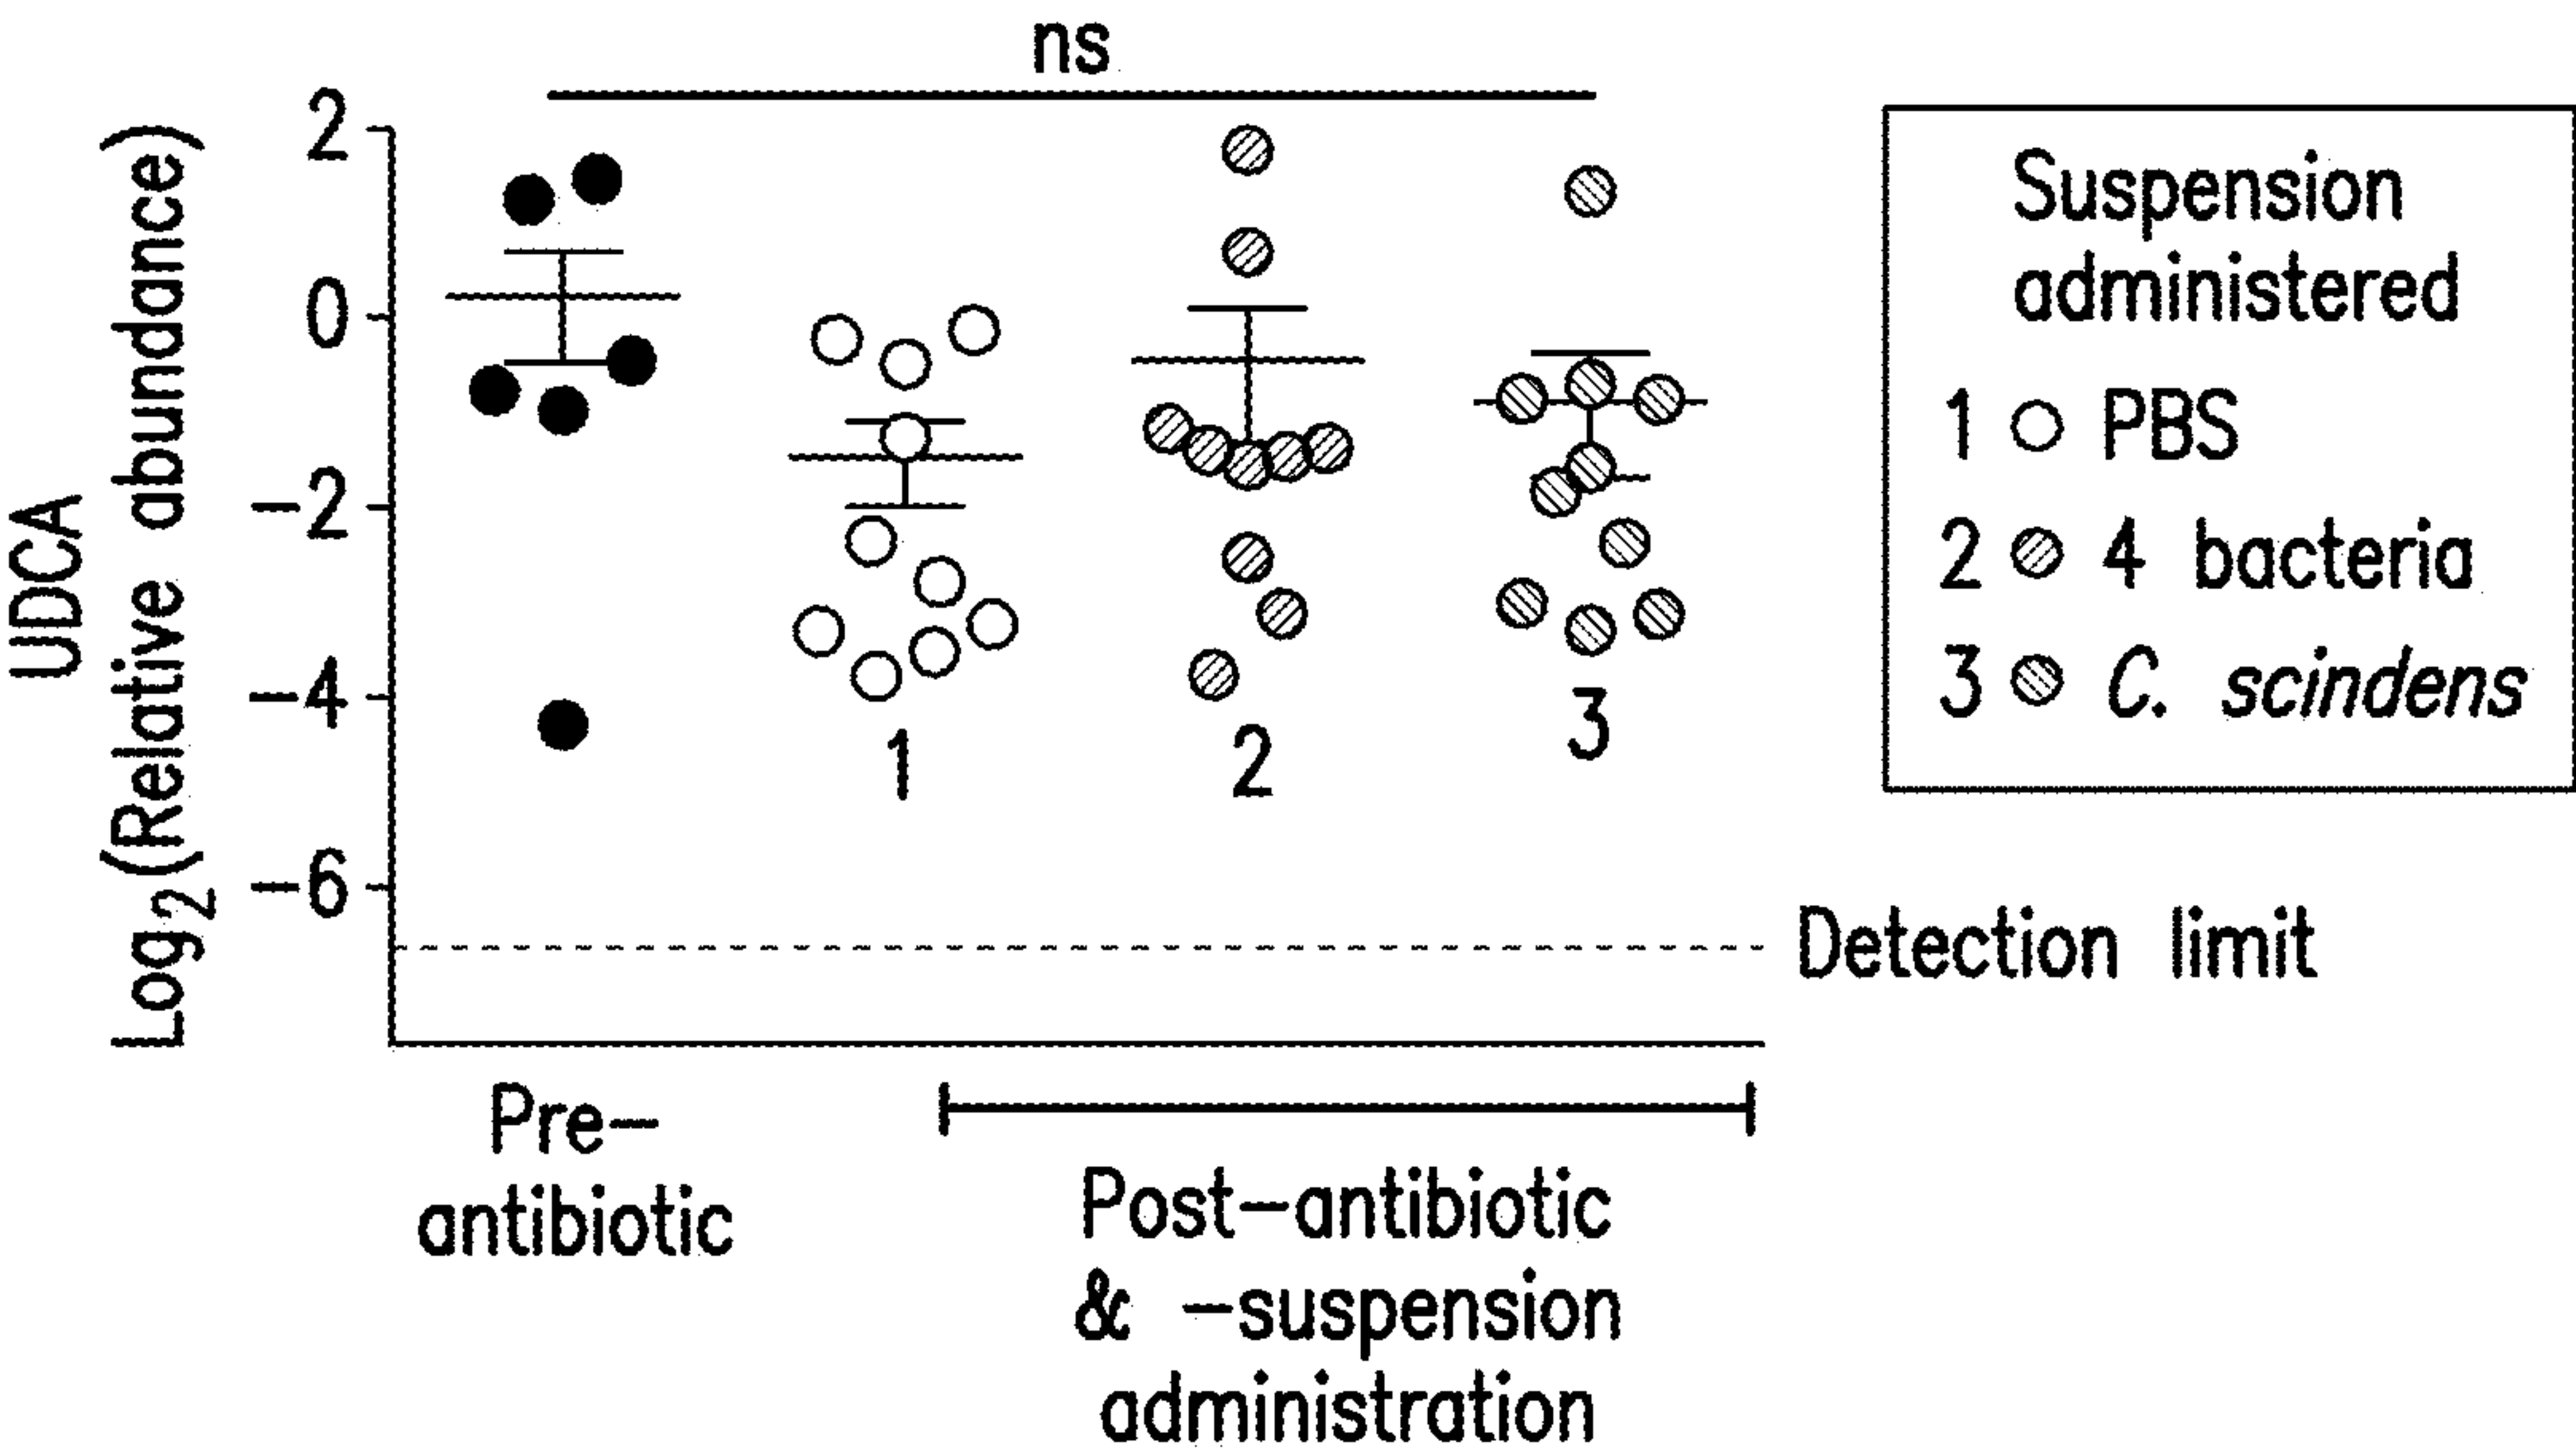 ns
UDCA
Log2(Relative abundance)
2
0
−2
−4
−6
1
2
3
Detection limit
Pre−
antibiotic
Post−antibiotic
& −suspension
administration
Suspension
administered
1 PBS
2 4 bacteria
3 C. scindens